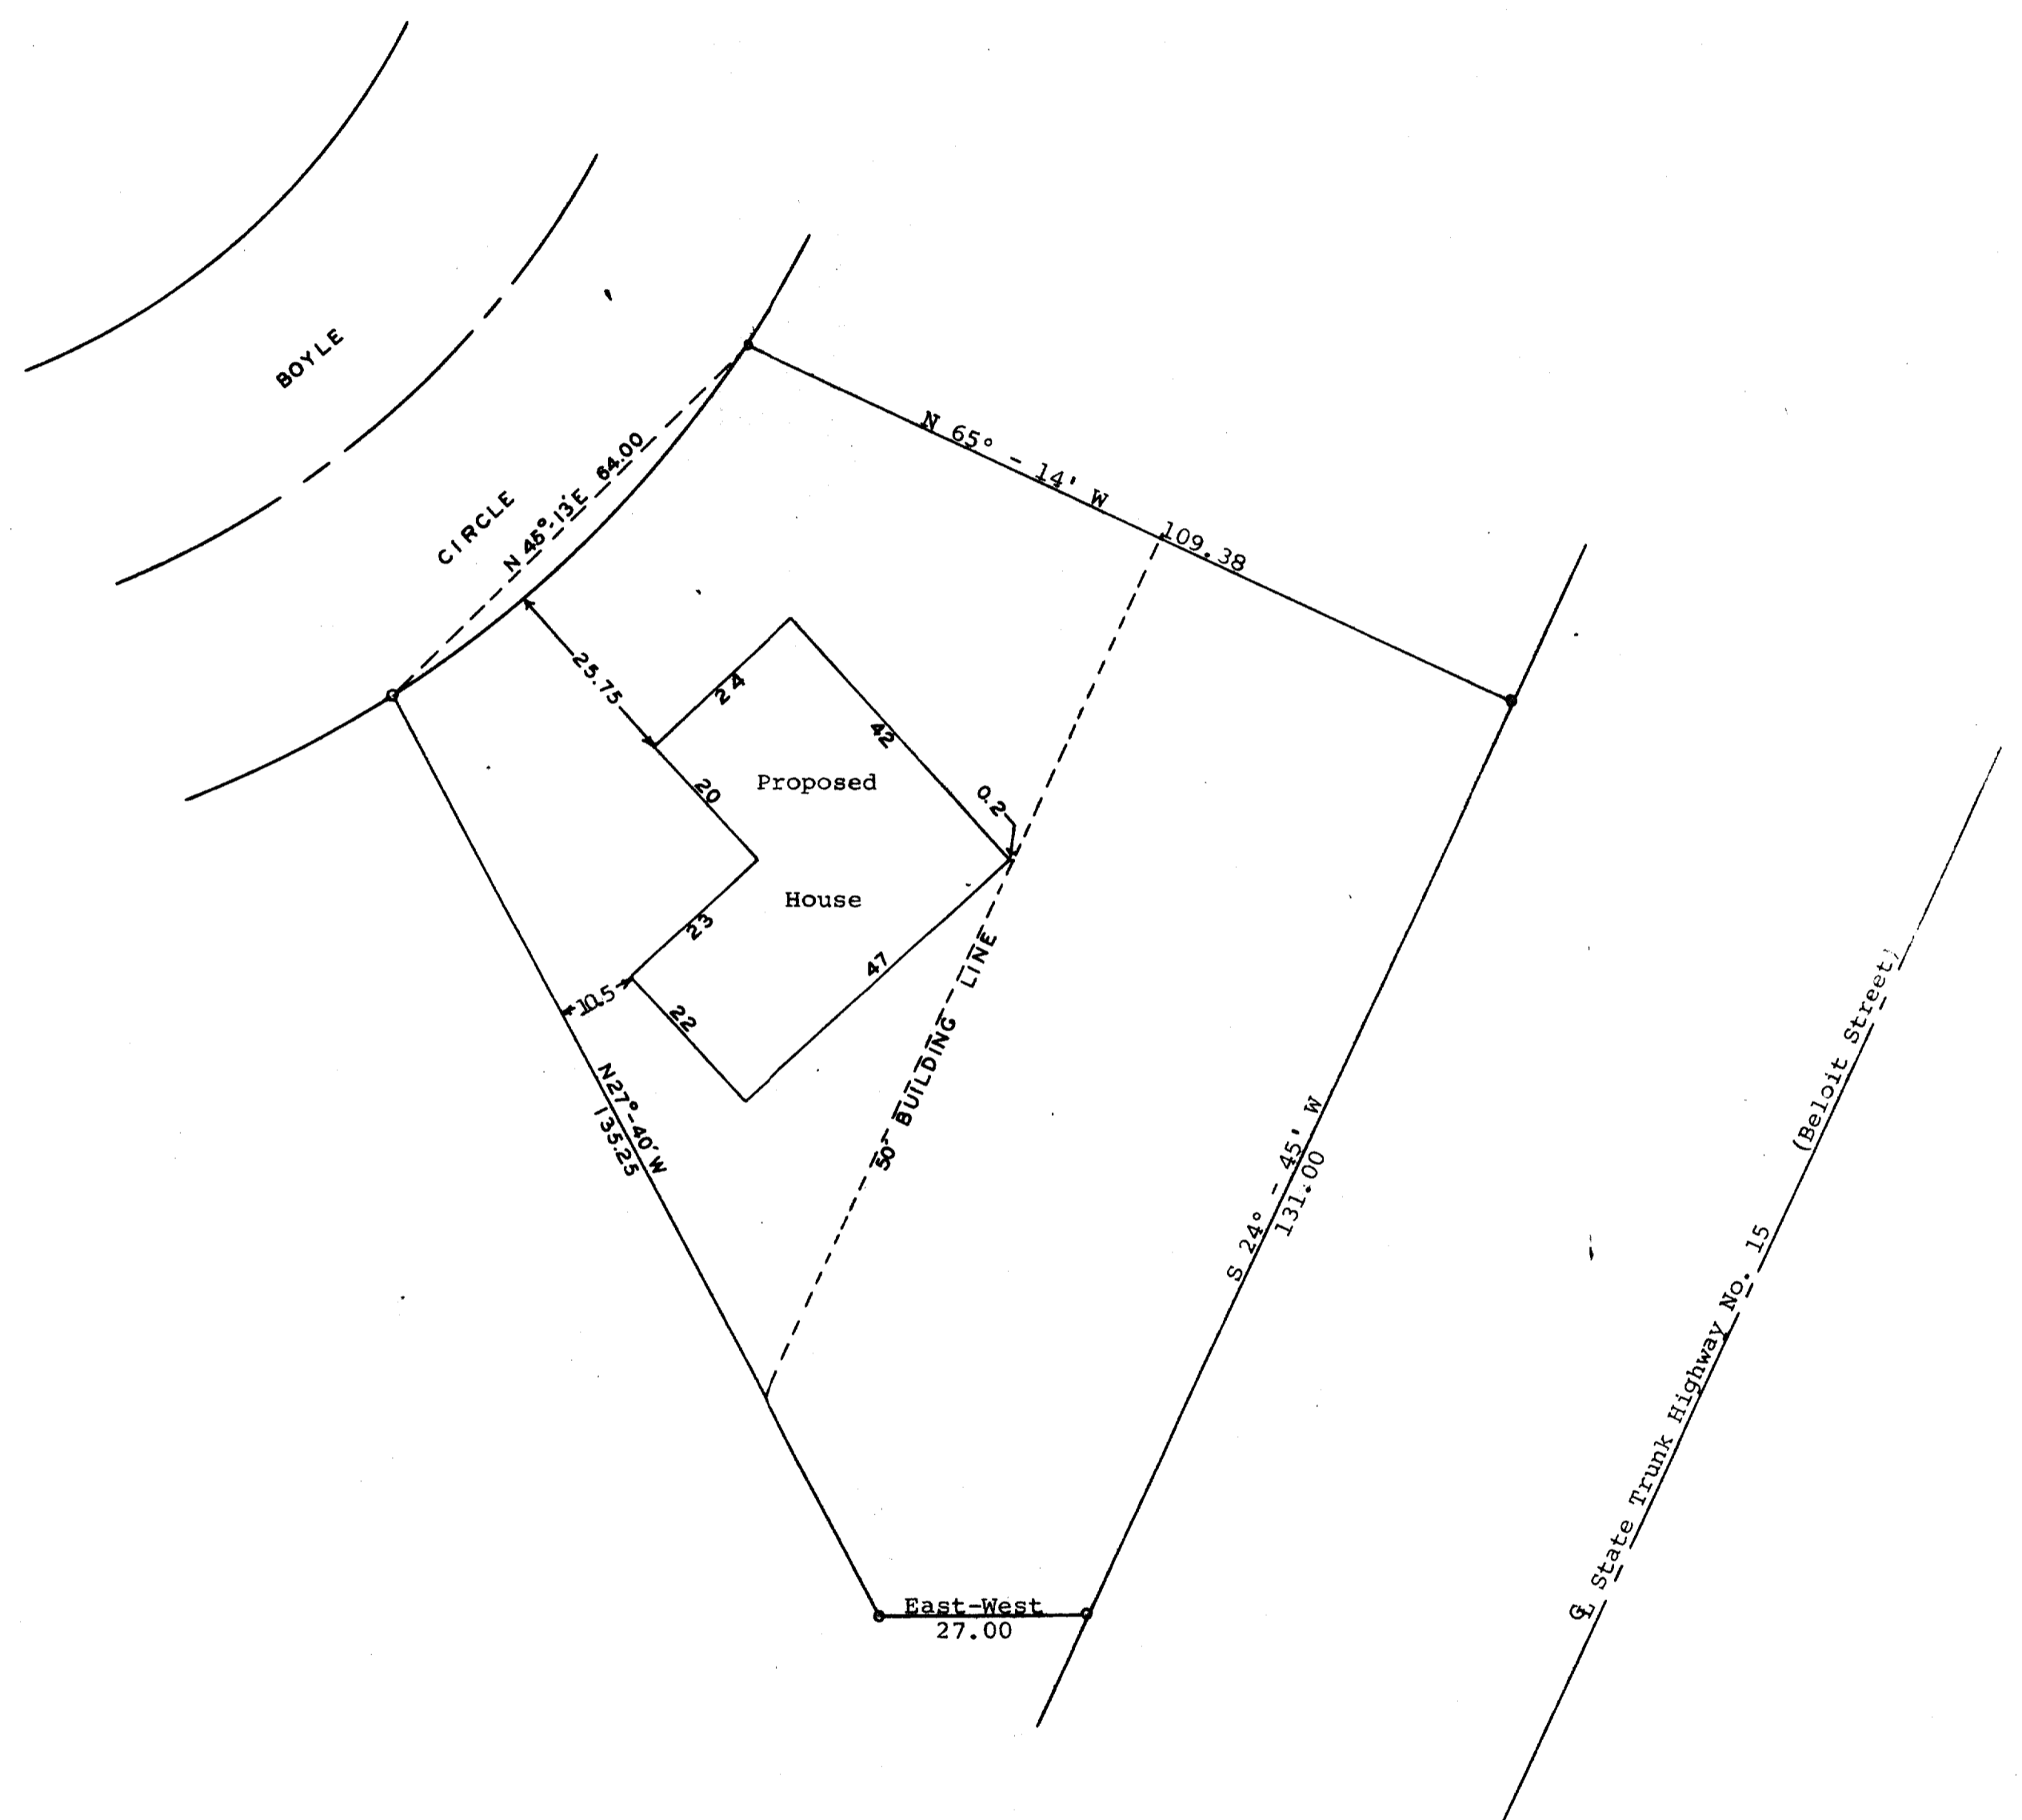 BOYLE
CIRCLE
N 45°-13'E 64.00
N 65° - 14' W
109.38
25.75
24
42
20
Proposed
0.2
House
23
47
10.5
22
N27°-40'W
135.25
50' BUILDING LINE
S 24° - 45' W
131.00
(Beloit Street)
℄ State Trunk Highway No. 15
East-West
27.00